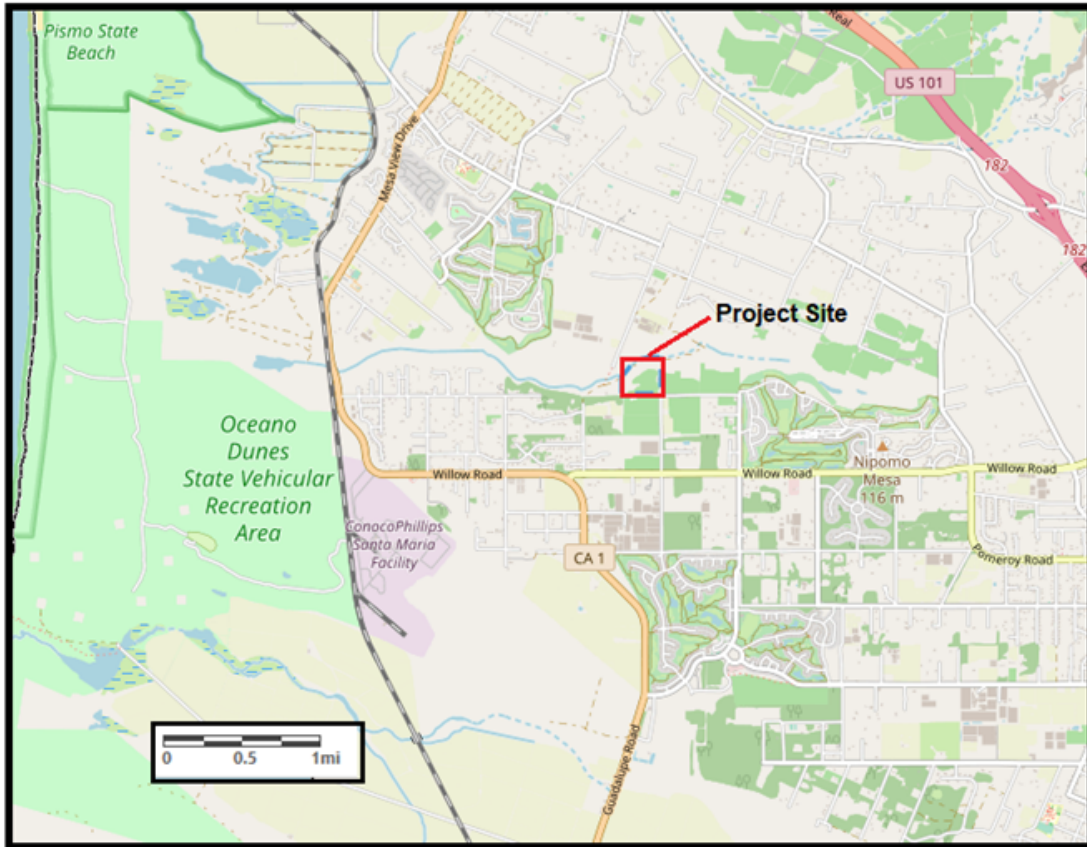 Pismo State
Beach
Real
US 101
Mesa View Drive
182
182
Project Site
Oceano
Dunes
State Vehicular
Recreation
Area
Willow Road
Willow Road
Willow Road
Nipomo
Mesa
116 m
ConocoPhillips
Santa Maria
Facility
CA 1
Pomeroy Road
Guadalupe Road
0 0.5 1mi